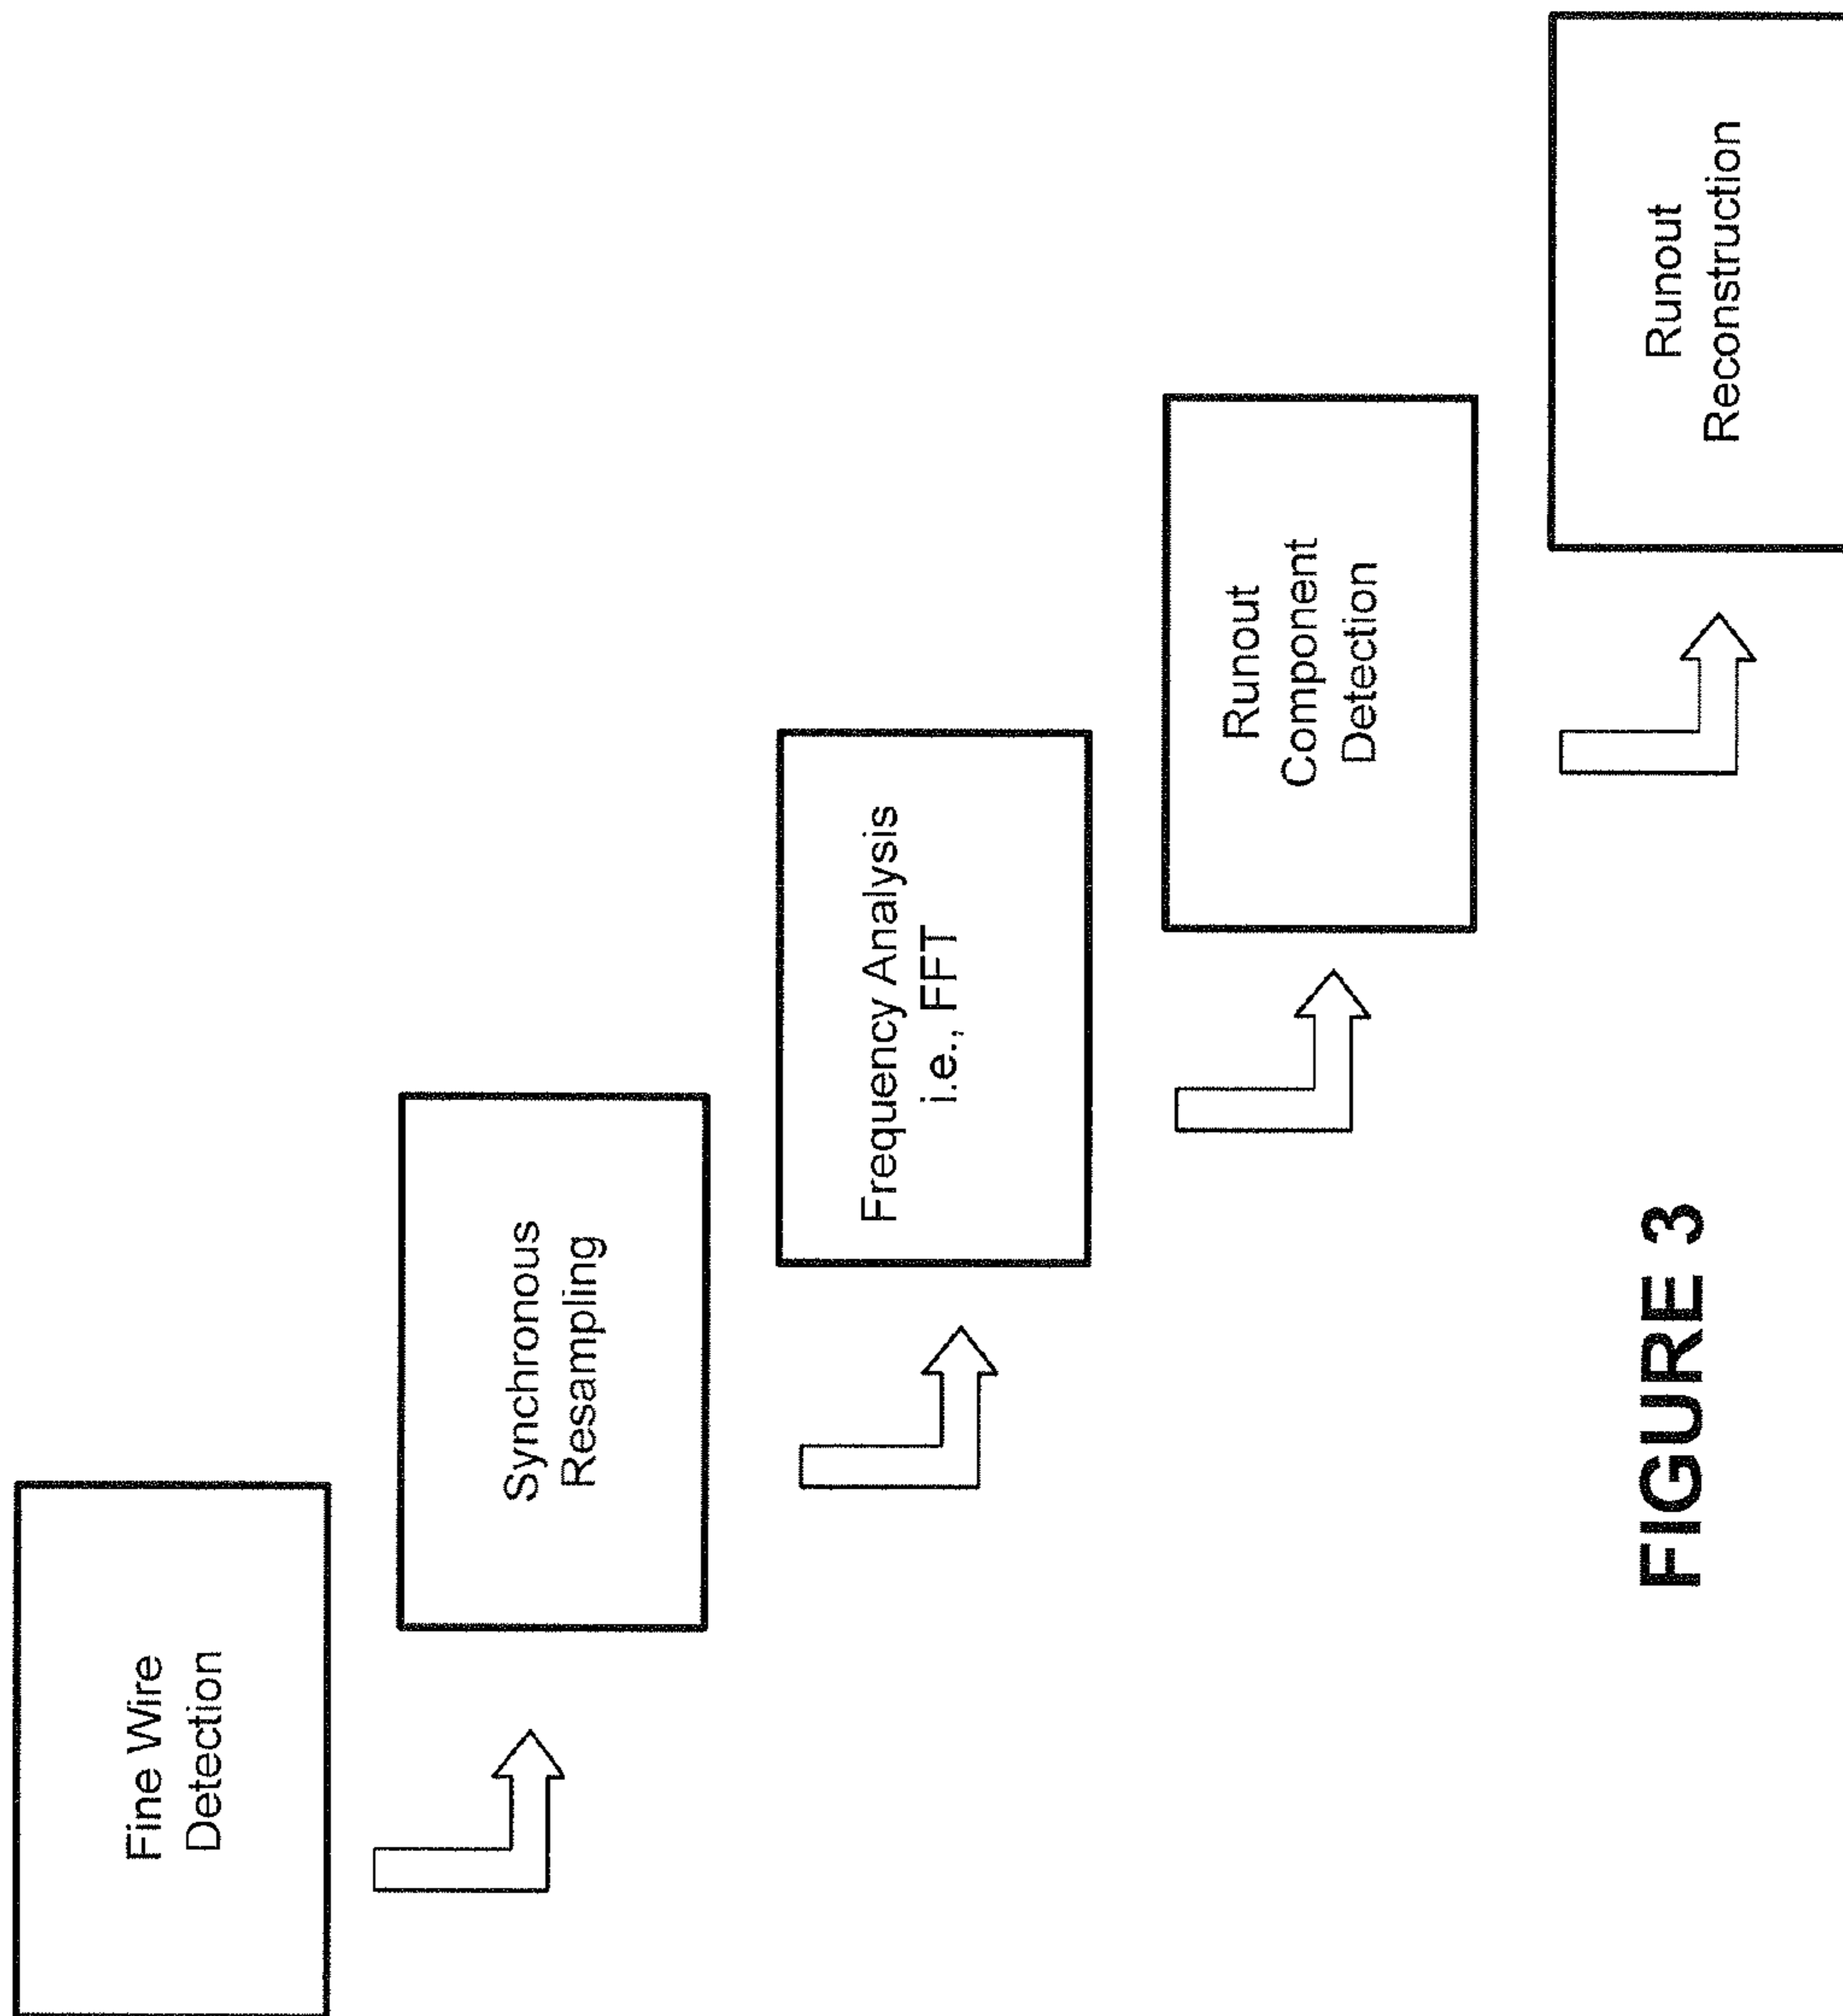 Fine Wire
Detection
Synchronous
Resampling
Frequency Analysis
i.e., FFT
Runout
Component
Detection
Runout
Reconstruction
FIGURE 3